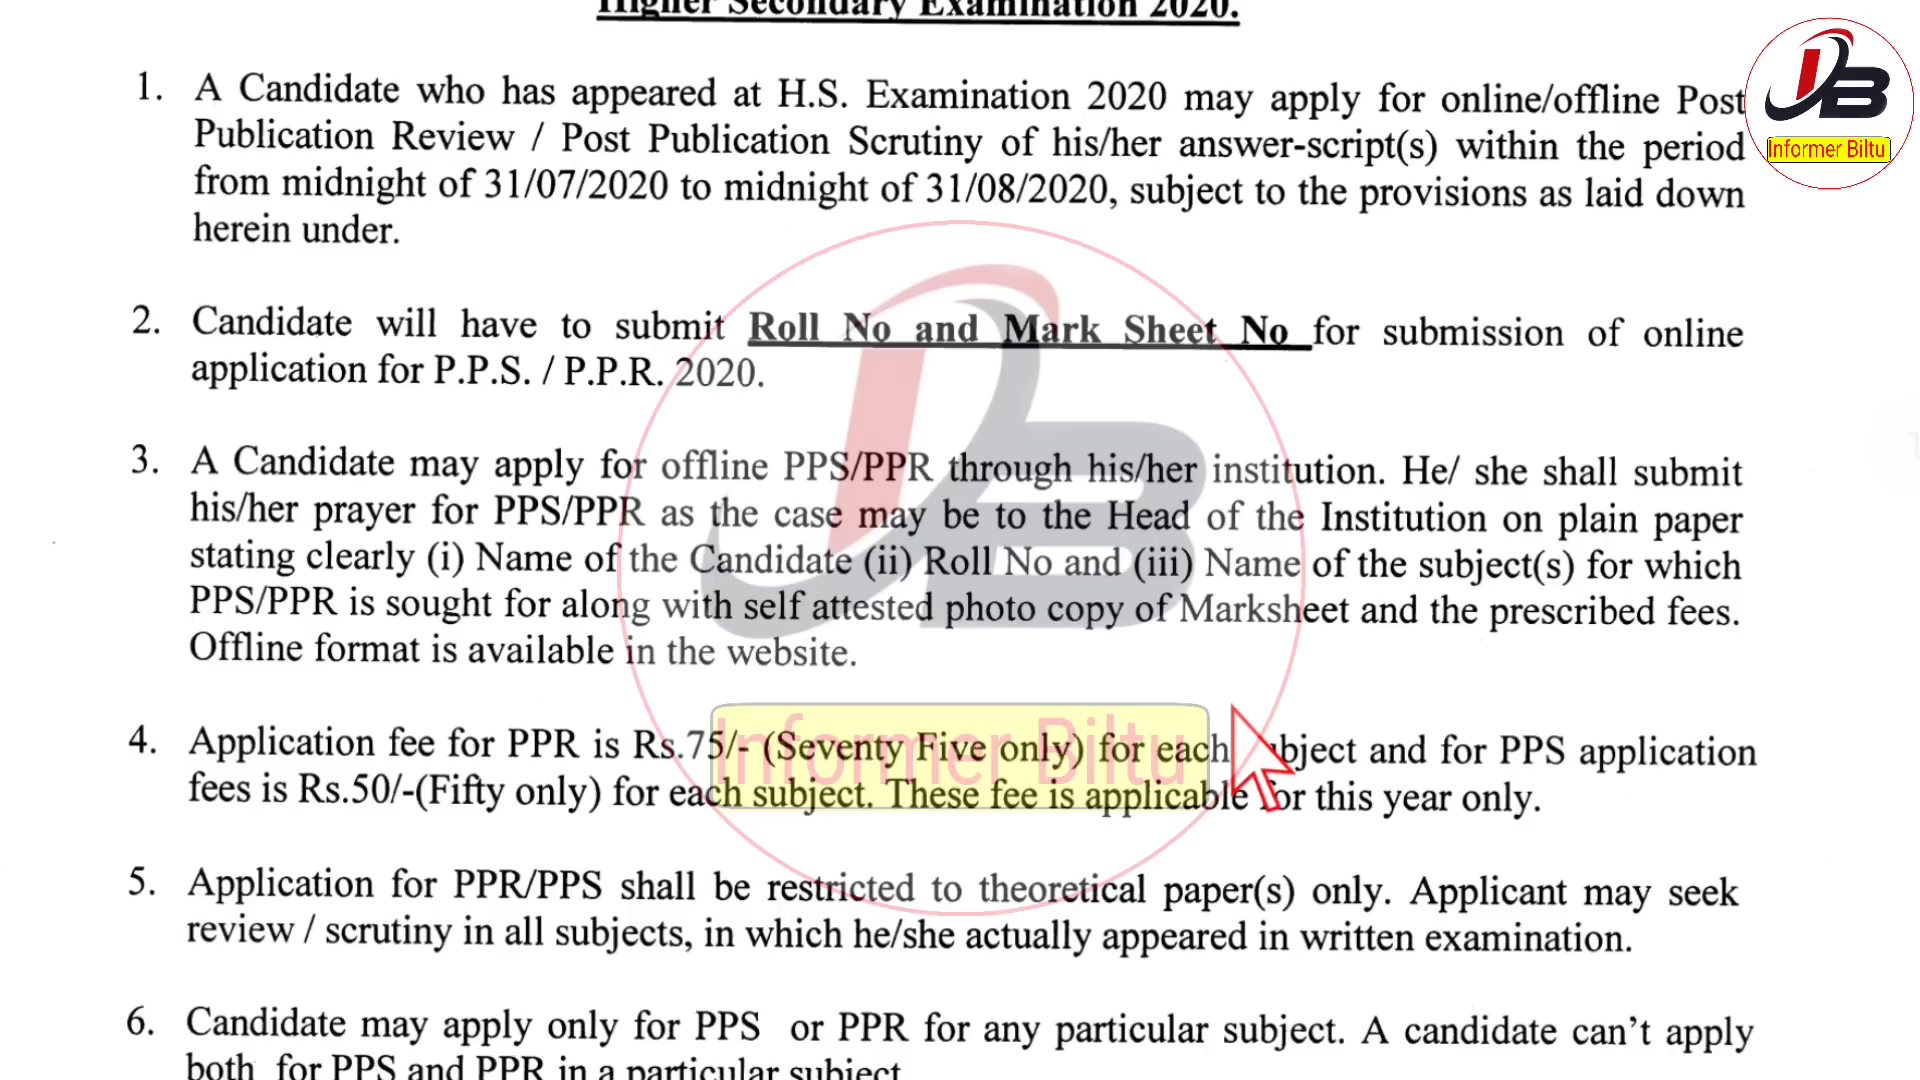 Higher Secondary Examination 2020.
1. A Candidate who has appeared at H.S. Examination 2020 may apply for online/offline Post
Publication Review / Post Publication Scrutiny of his/her answer-script(s) within the period
from midnight of 31/07/2020 to midnight of 31/08/2020, subject to the provisions as laid down
herein under.
Informer Biltu
2. Candidate will have to submit Roll No and Mark Sheet No for submission of online
application for P.P.S. / P.P.R. 2020.
3. A Candidate may apply for offline PPS/PPR through his/her institution. He/ she shall submit
his/her prayer for PPS/PPR as the case may be to the Head of the Institution on plain paper
stating clearly (i) Name of the Candidate (ii) Roll No and (iii) Name of the subject(s) for which
PPS/PPR is sought for along with self attested photo copy of Marksheet and the prescribed fees.
Offline format is available in the website.
Informer Biltu
4. Application fee for PPR is Rs.75/- (Seventy Five only) for each subject and for PPS application
fees is Rs.50/-(Fifty only) for each subject. These fee is applicable for this year only.
5. Application for PPR/PPS shall be restricted to theoretical paper(s) only. Applicant may seek
review / scrutiny in all subjects, in which he/she actually appeared in written examination.
6. Candidate may apply only for PPS or PPR for any particular subject. A candidate can't apply
both for PPS and PPR in a particular subject